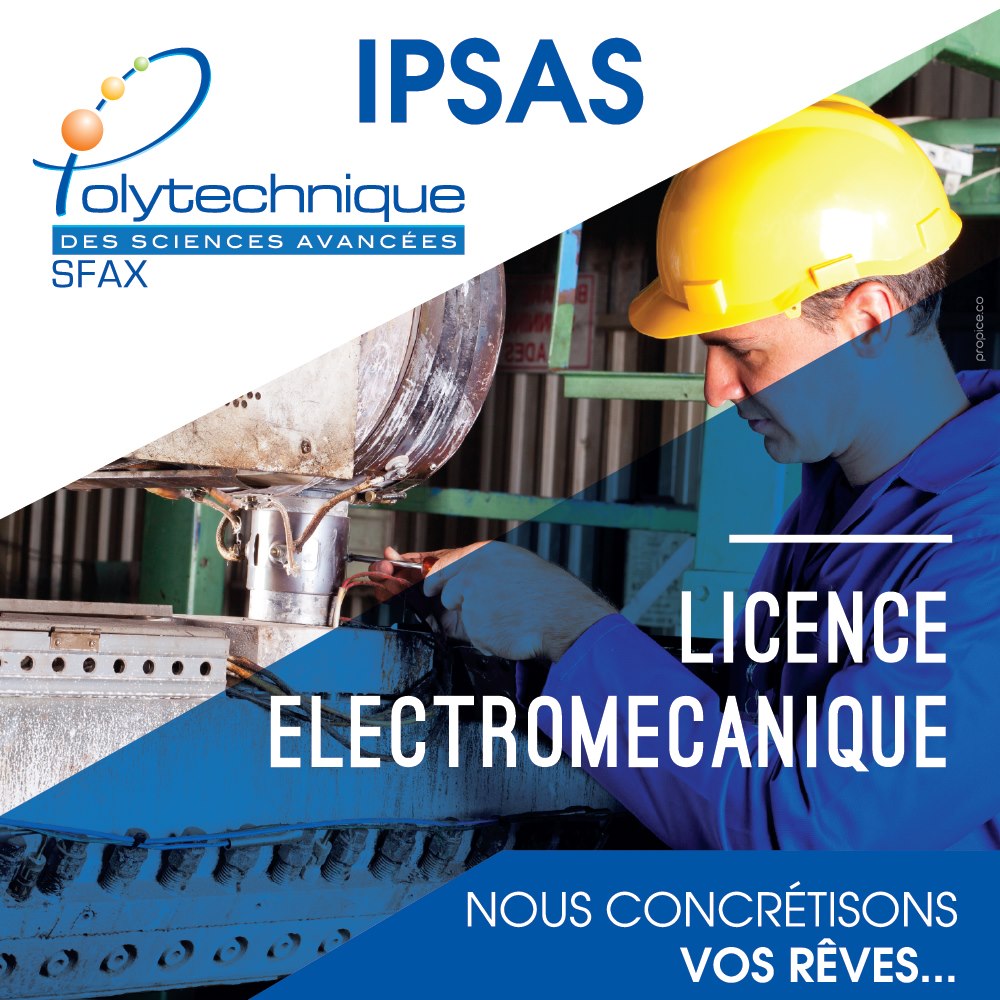 IPSAS
Polytechnique
DES SCIENCES AVANCÉES
SFAX
propice.co
LICENCE
ELECTROMECANIQUE
NOUS CONCRÉTISONS
VOS RÊVES...